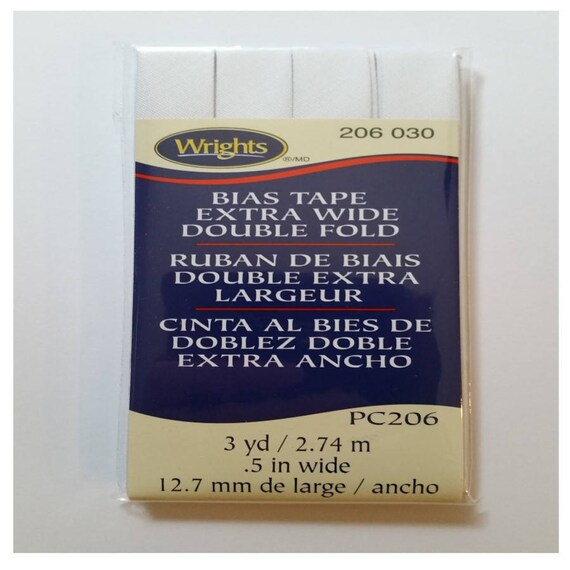 Wrights
®/MD
206 030
BIAS TAPE
EXTRA WIDE
DOUBLE FOLD
RUBAN DE BIAIS
DOUBLE EXTRA
LARGEUR
CINTA AL BIES DE
DOBLEZ DOBLE
EXTRA ANCHO
PC206
3 yd / 2.74 m
.5 in wide
12.7 mm de large / ancho